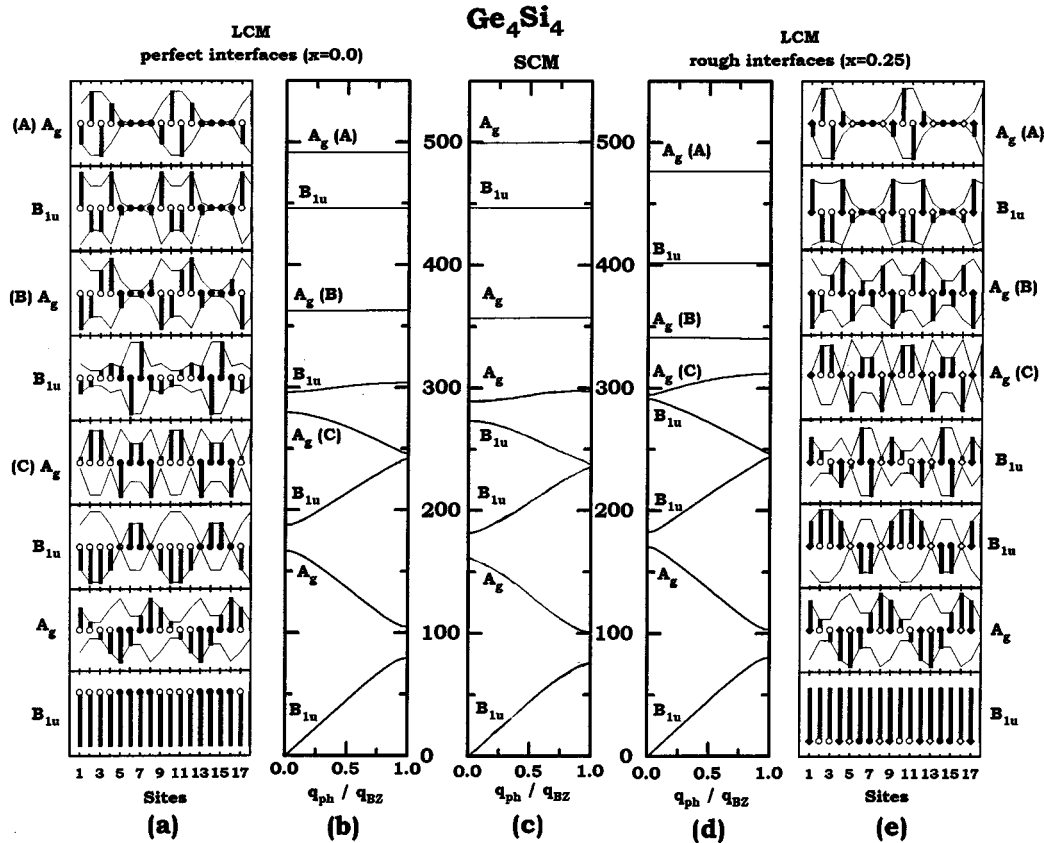 Ge4Si4
LCM
perfect interfaces (x=0.0)
SCM
LCM
rough interfaces (x=0.25)
(A) Ag
B1u
(B) Ag
B1u
(C) Ag
B1u
Ag
B1u
1 3 5 7 9 11 13 15 17
Sites
(a)
Ag (A)
B1u
Ag (B)
B1u
Ag (C)
B1u
Ag
B1u
0.0 0.5 1.0
qph / qBZ
(b)
500
400
300
200
100
0
Ag
B1u
Ag
Ag
B1u
B1u
Ag
B1u
0.0 0.5 1.0
qph / qBZ
(c)
500
400
300
200
100
0
Ag (A)
B1u
Ag (B)
Ag (C)
B1u
B1u
Ag
B1u
0.0 0.5 1.0
qph / qBZ
(d)
Ag (A)
B1u
Ag (B)
Ag (C)
B1u
B1u
Ag
B1u
1 3 5 7 9 11 13 15 17
Sites
(e)